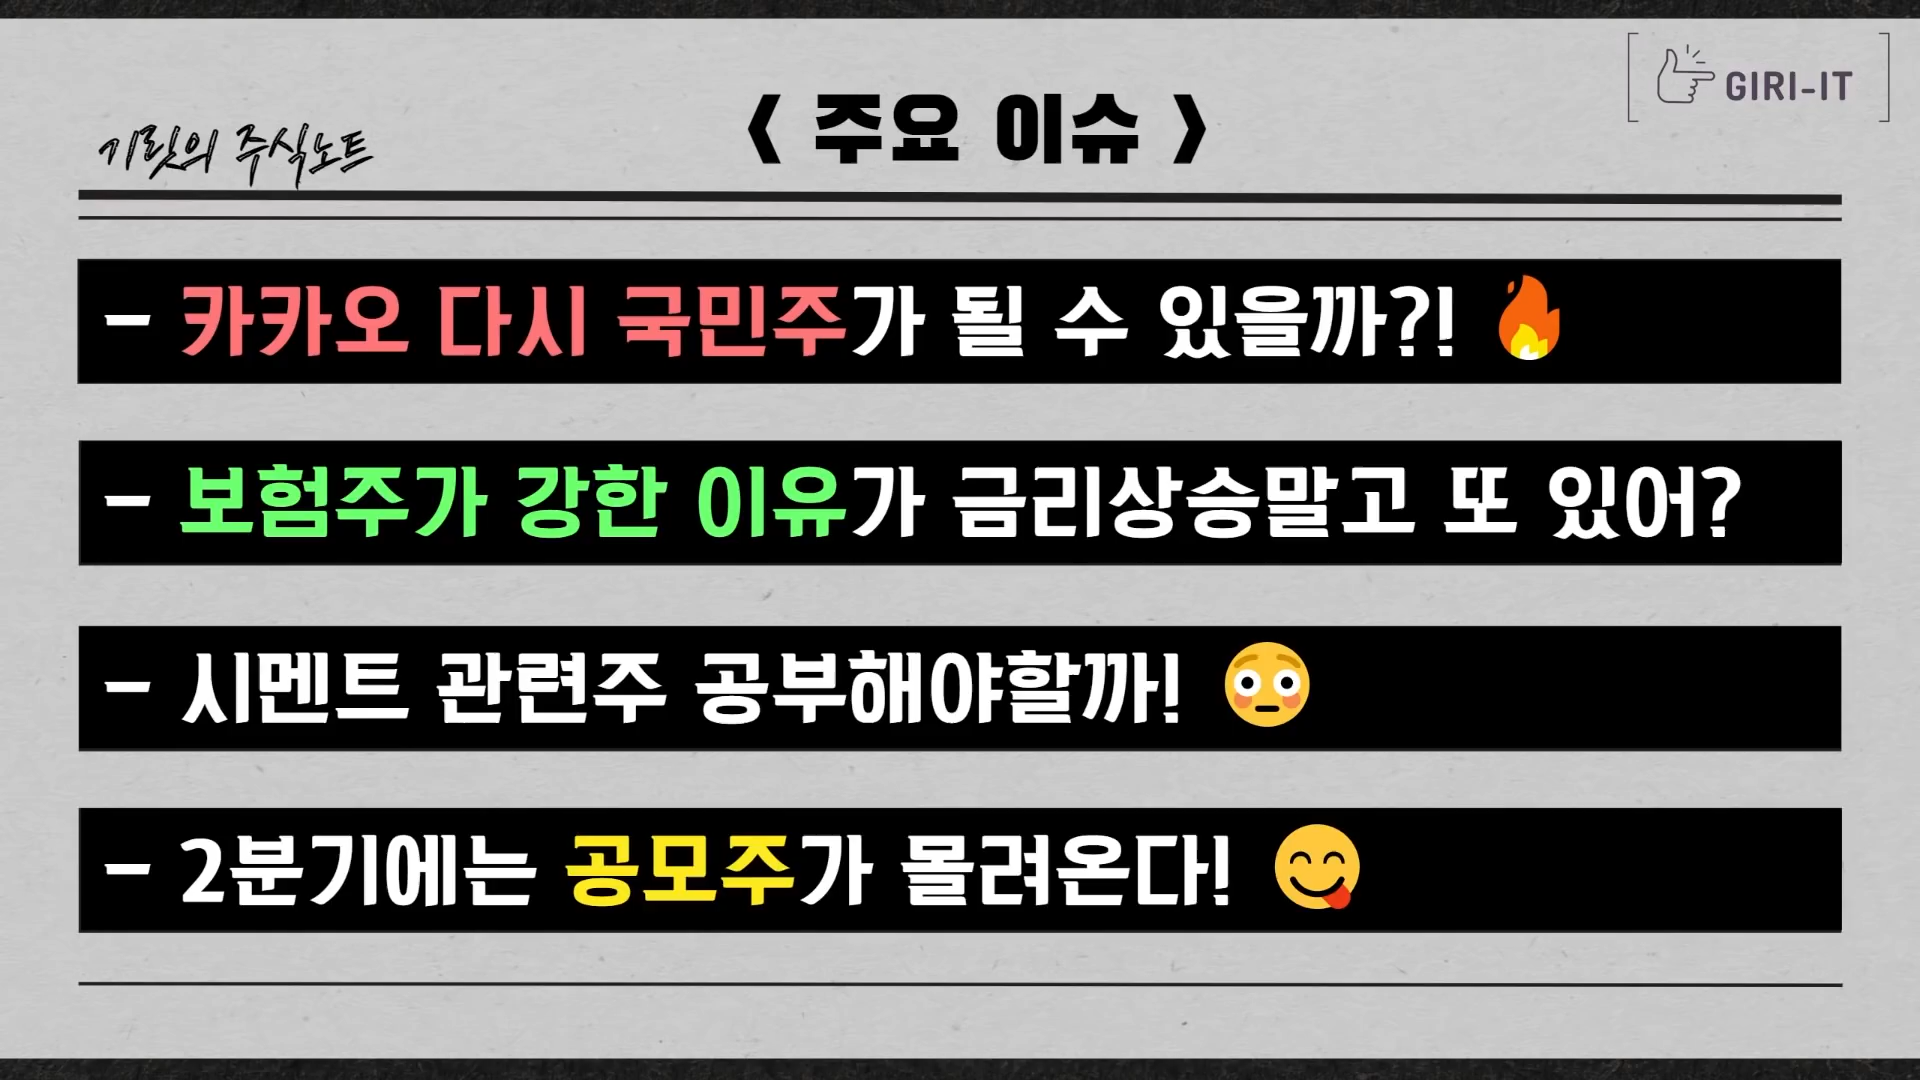 GIRI-IT
기릿의 주식노트
< 주요 이슈 >
- 카카오 다시 국민주가 될 수 있을까?! 🔥
- 보험주가 강한 이유가 금리상승말고 또 있어?
- 시멘트 관련주 공부해야할까! 😳
- 2분기에는 공모주가 몰려온다! 😋